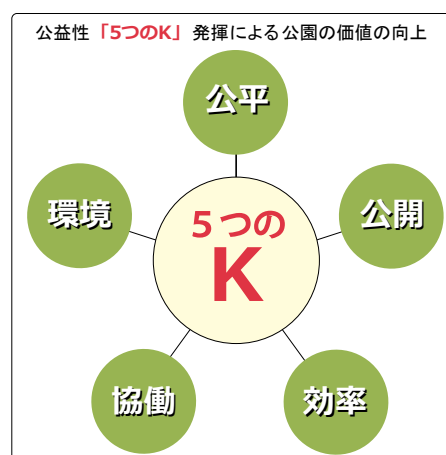 公益性「5つのK」発揮による公園の価値の向上
公平
環境
5つの
K
公開
協働
効率